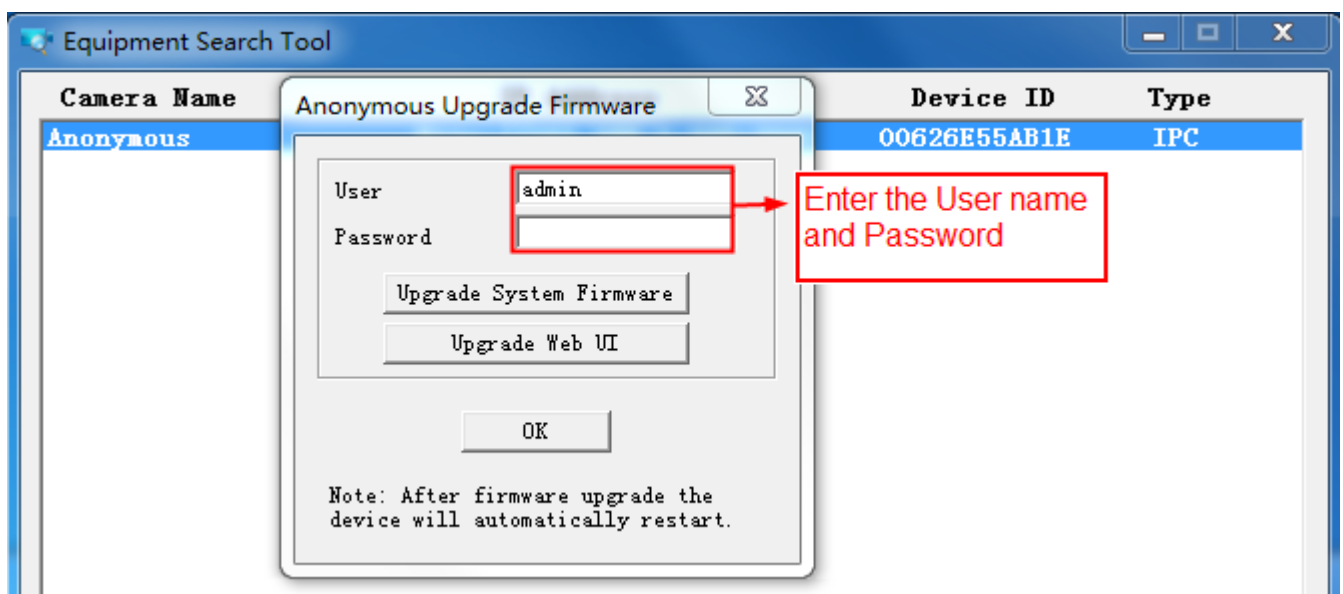 Equipment Search Tool
Camera Name Device ID Type
Anonymous 00626E55AB1E IPC
Anonymous Upgrade Firmware
User admin
Password
Enter the User name
and Password
Upgrade System Firmware
Upgrade Web UI
OK
Note: After firmware upgrade the
device will automatically restart.